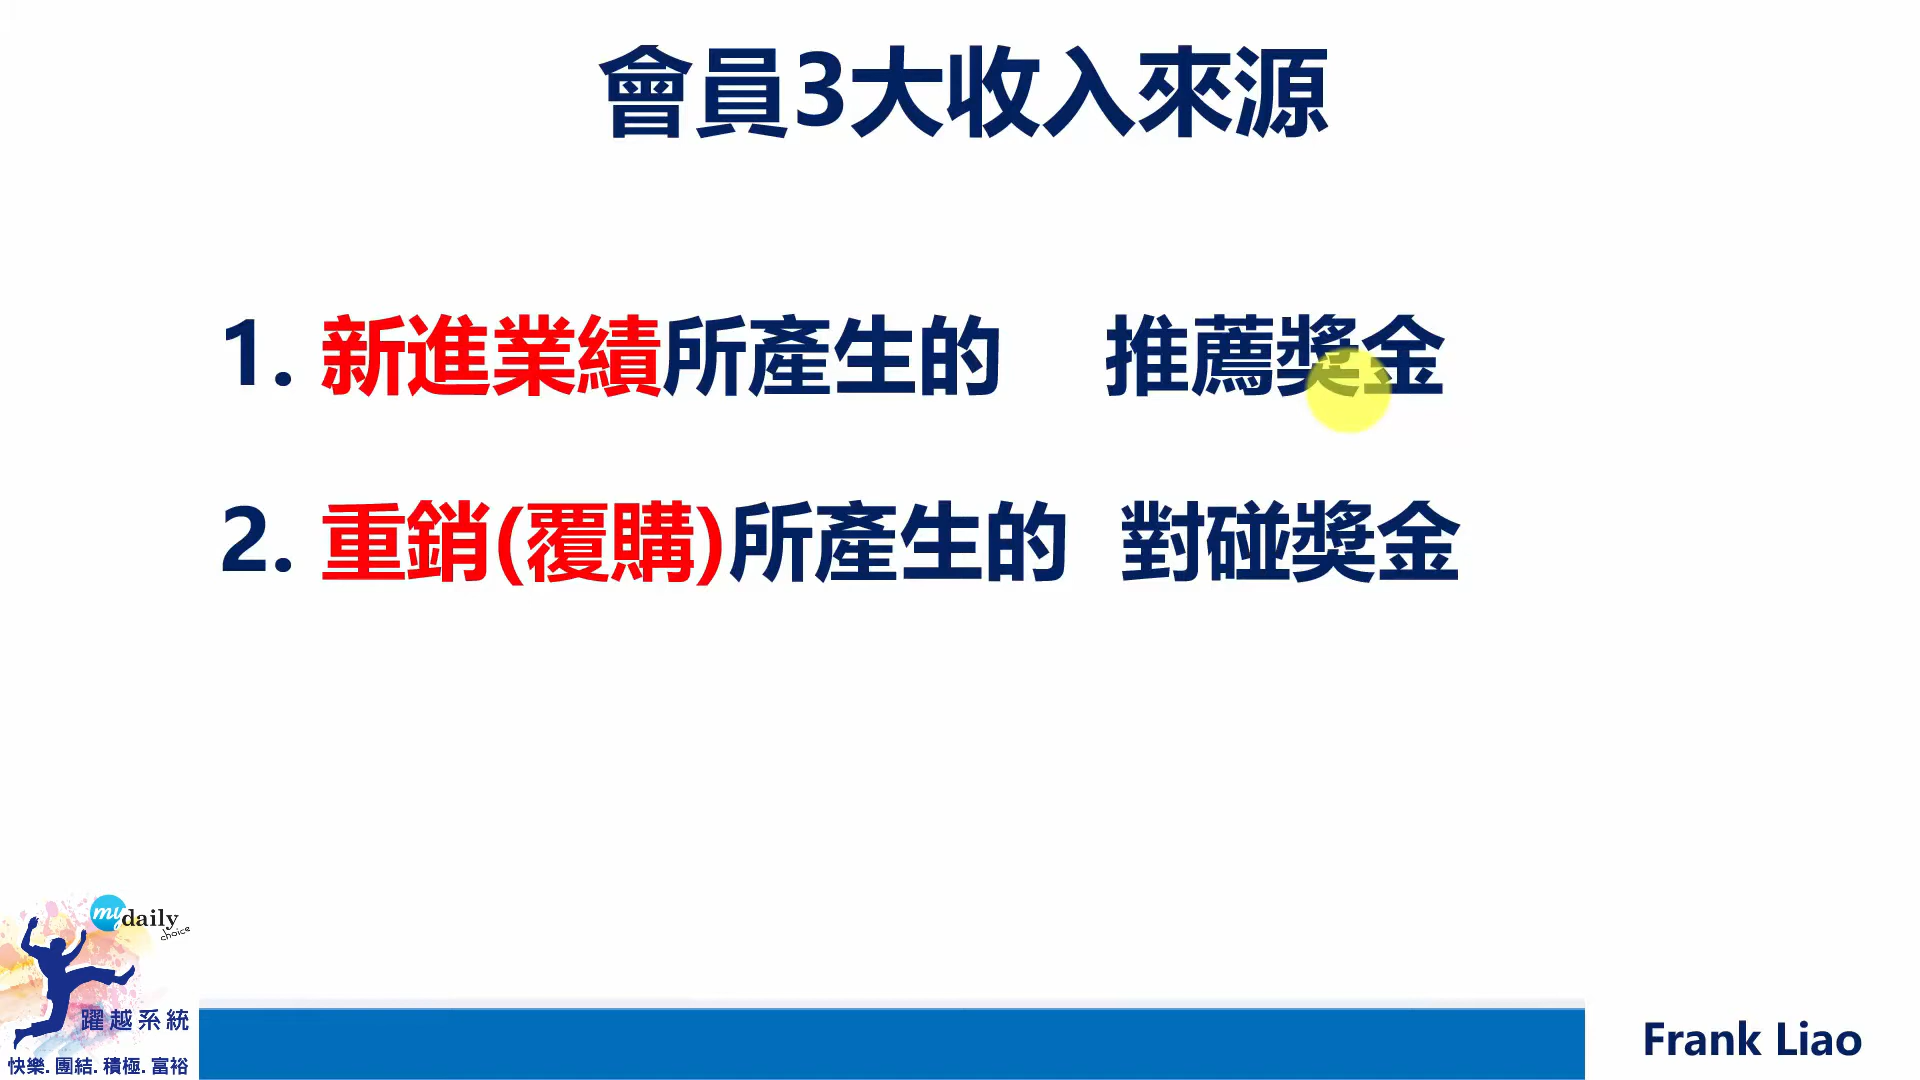 會員3大收入來源
1. 新進業績所產生的 推薦獎金
2. 重銷(覆購)所產生的 對碰獎金
my daily choice
躍越系統
快樂. 團結. 積極. 富裕
Frank Liao